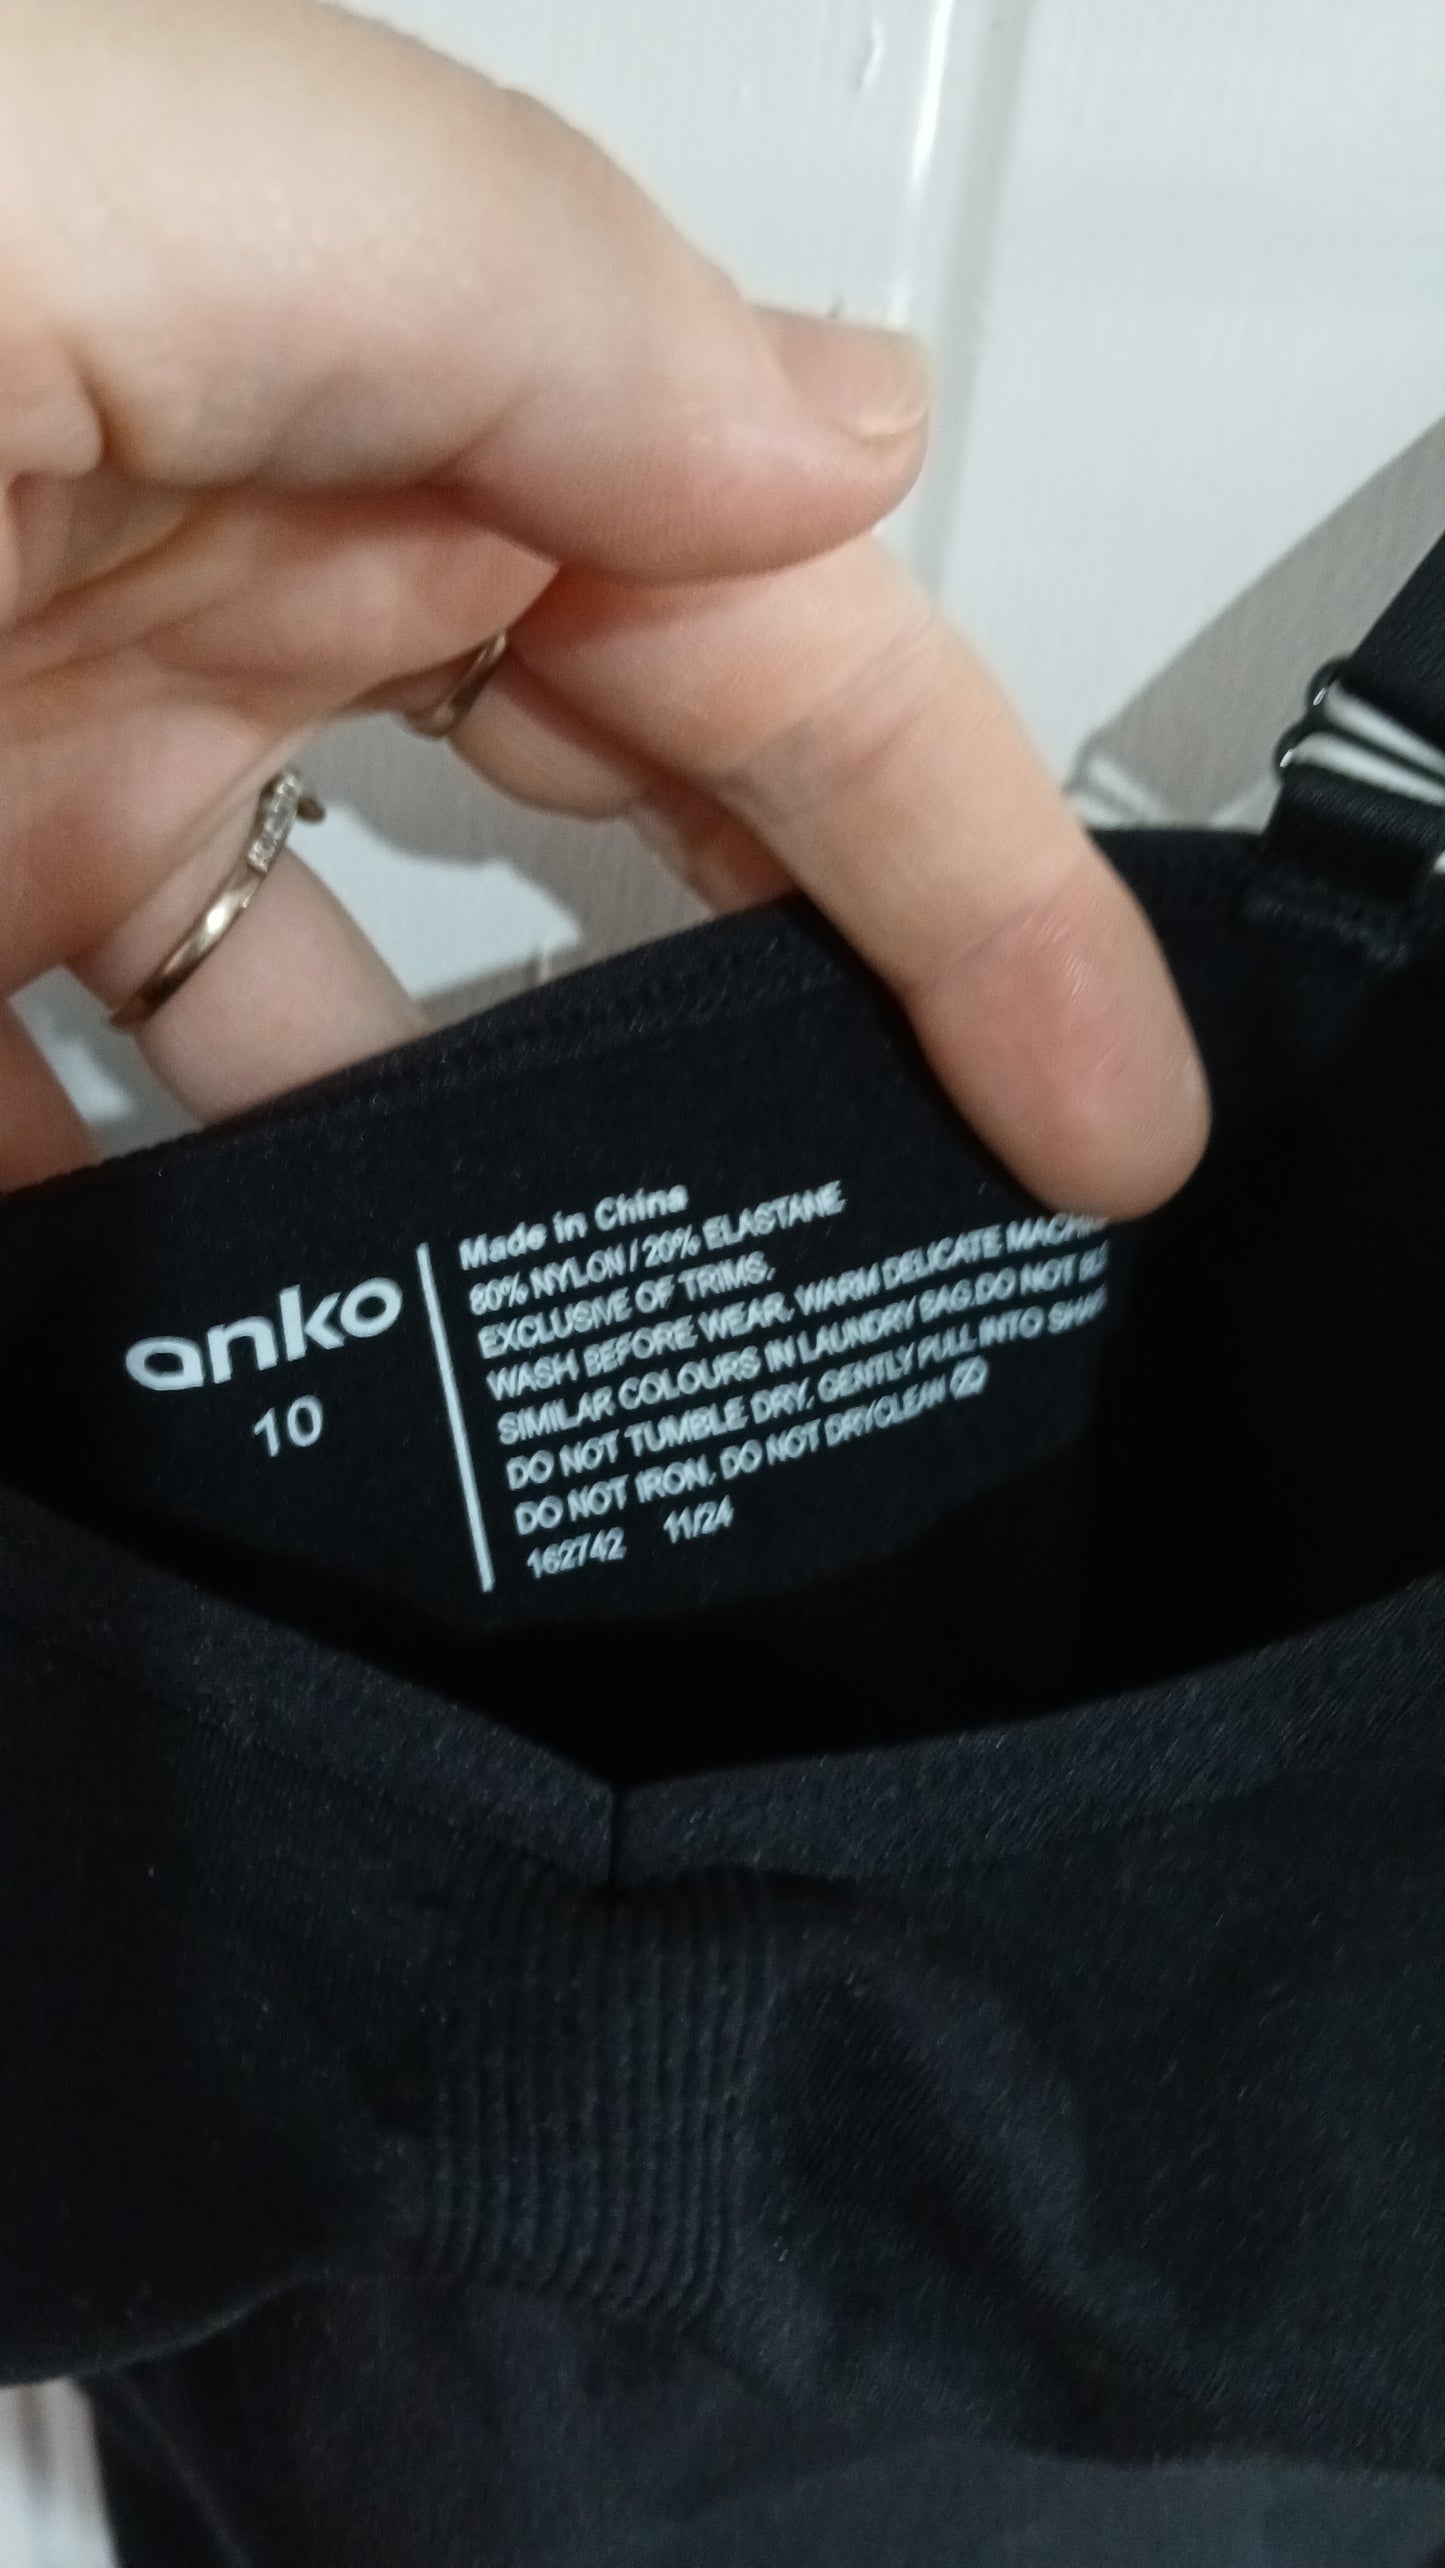 anko
10
Made in China
80% NYLON / 20% ELASTANE
EXCLUSIVE OF TRIMS.
WASH BEFORE WEAR. WARM DELICATE
SIMILAR COLOURS IN LAUNDRY BAG.DO NOT
DO NOT TUMBLE DRY, GENTLY PULL INTO
DO NOT IRON. DO NOT DRYCLEAN
162742 11/24